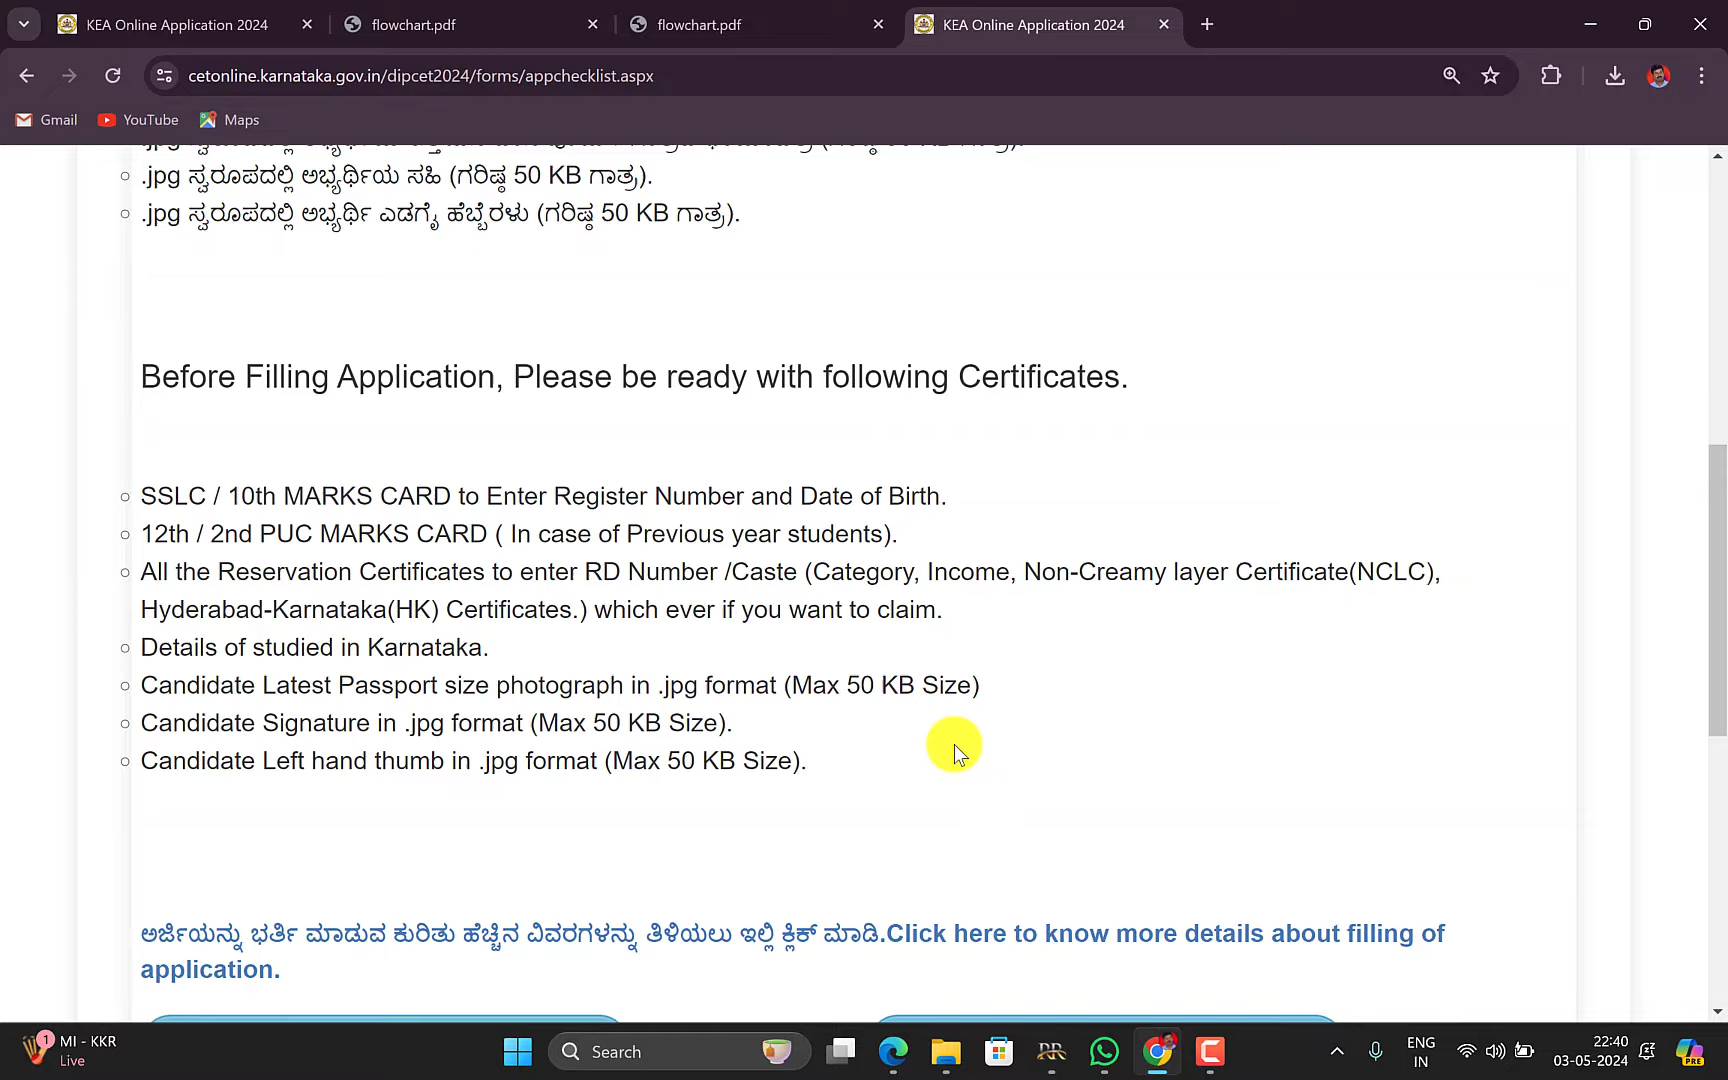 KEA Online Application 2024
flowchart.pdf
flowchart.pdf
KEA Online Application 2024
cetonline.karnataka.gov.in/dipcet2024/forms/appchecklist.aspx
Gmail
YouTube
Maps
.jpg ಸ್ವರೂಪದಲ್ಲಿ ಅಭ್ಯರ್ಥಿಯ ಸಹಿ (ಗರಿಷ್ಠ 50 KB ಗಾತ್ರ).
.jpg ಸ್ವರೂಪದಲ್ಲಿ ಅಭ್ಯರ್ಥಿ ಎಡಗೈ ಹೆಬ್ಬೆರಳು (ಗರಿಷ್ಠ 50 KB ಗಾತ್ರ).
Before Filling Application, Please be ready with following Certificates.
SSLC / 10th MARKS CARD to Enter Register Number and Date of Birth.
12th / 2nd PUC MARKS CARD ( In case of Previous year students).
All the Reservation Certificates to enter RD Number /Caste (Category, Income, Non-Creamy layer Certificate(NCLC),
Hyderabad-Karnataka(HK) Certificates.) which ever if you want to claim.
Details of studied in Karnataka.
Candidate Latest Passport size photograph in .jpg format (Max 50 KB Size)
Candidate Signature in .jpg format (Max 50 KB Size).
Candidate Left hand thumb in .jpg format (Max 50 KB Size).
ಅರ್ಜಿಯನ್ನು ಭರ್ತಿ ಮಾಡುವ ಕುರಿತು ಹೆಚ್ಚಿನ ವಿವರಗಳನ್ನು ತಿಳಿಯಲು ಇಲ್ಲಿ ಕ್ಲಿಕ್ ಮಾಡಿ.Click here to know more details about filling of
application.
1
MI - KKR
Live
Search
RR
PRE
ENG
IN
22:40
03-05-2024